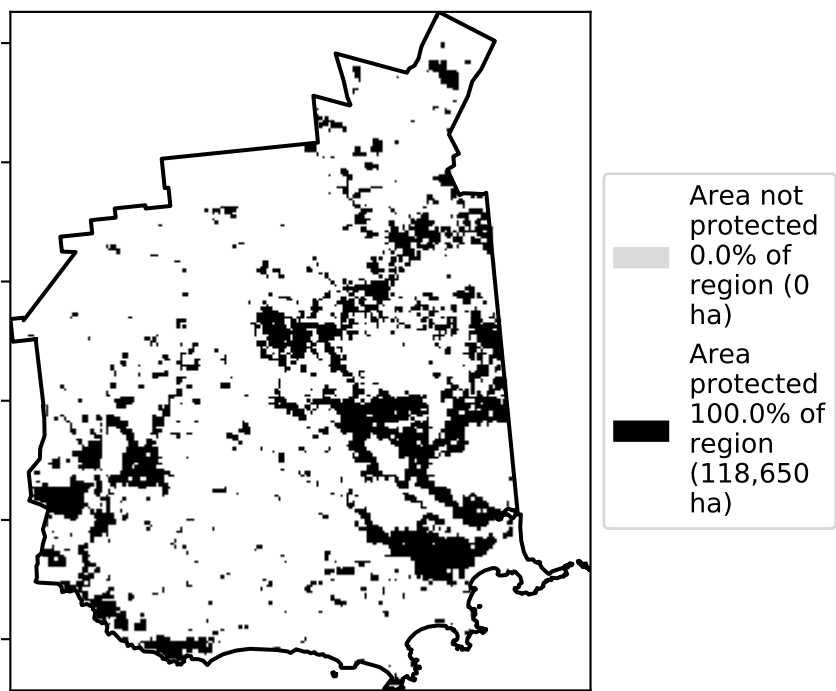 Area not
protected
0.0% of
region (0
ha)
Area
protected
100.0% of
region
(118,650
ha)